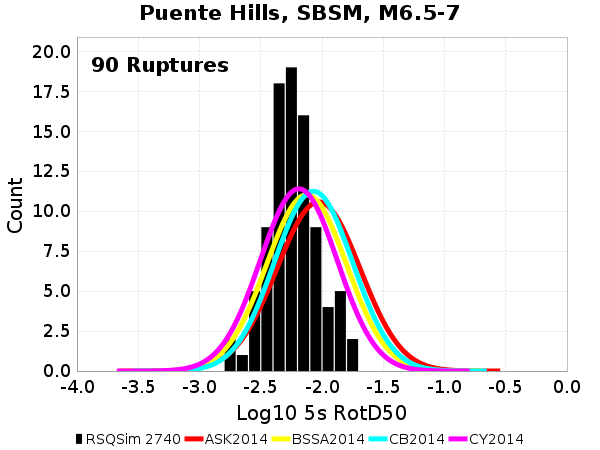 Puente Hills, SBSM, M6.5-7
90 Ruptures
20.0
17.5
15.0
12.5
10.0
7.5
5.0
2.5
0.0
Count
-4.0 -3.5 -3.0 -2.5 -2.0 -1.5 -1.0 -0.5 0.0
Log10 5s RotD50
RSQSim 2740 ASK2014 BSSA2014 CB2014 CY2014